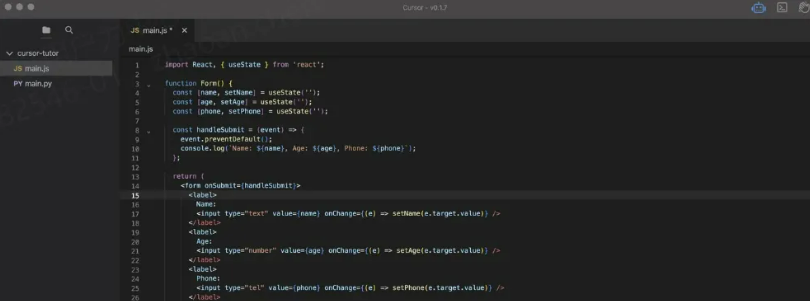 Cursor - v0.1.7
JS main.js *
main.js
cursor-tutor
JS main.js
PY main.py
1 import React, { useState } from 'react';
2
3 function Form() {
4 const [name, setName] = useState('');
5 const [age, setAge] = useState('');
6 const [phone, setPhone] = useState('');
7
8 const handleSubmit = (event) => {
9 event.preventDefault();
10 console.log(`Name: ${name}, Age: ${age}, Phone: ${phone}`);
11 };
12
13 return (
14 <form onSubmit={handleSubmit}>
15 <label>
16 Name:
17 <input type="text" value={name} onChange={(e) => setName(e.target.value)} />
18 </label>
19 <label>
20 Age:
21 <input type="number" value={age} onChange={(e) => setAge(e.target.value)} />
22 </label>
23 <label>
24 Phone:
25 <input type="tel" value={phone} onChange={(e) => setPhone(e.target.value)} />
26 </label>